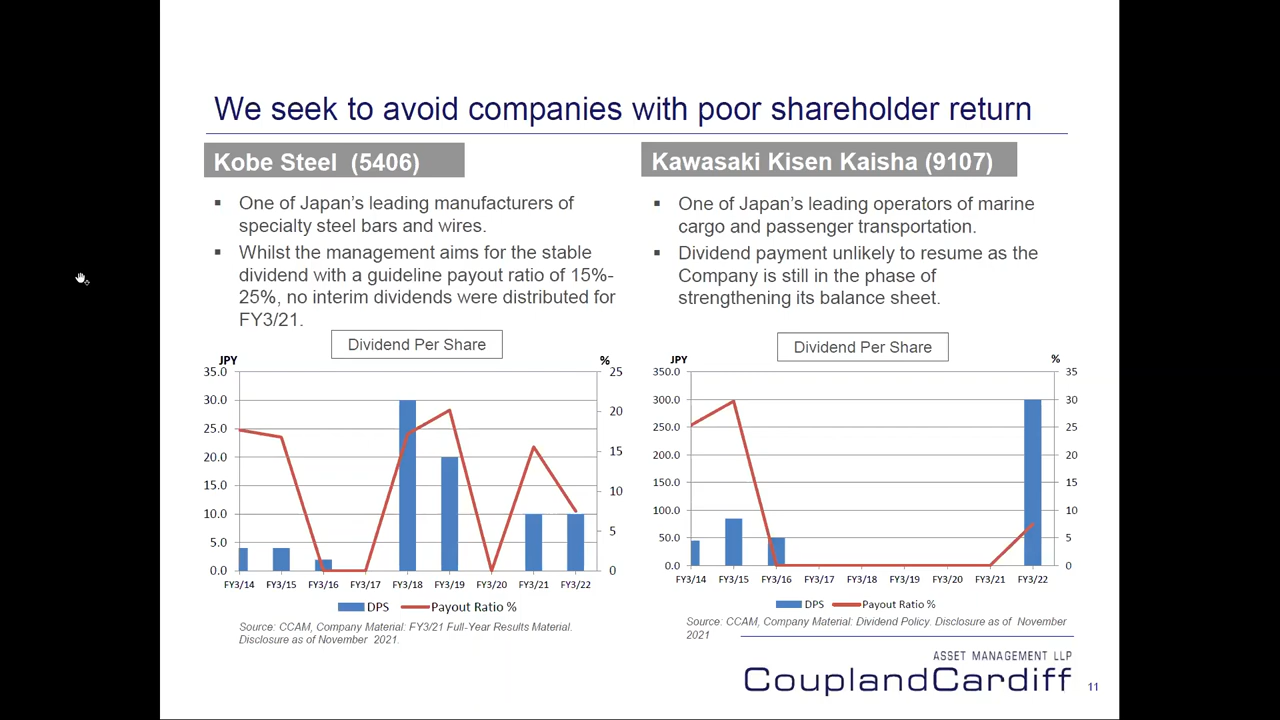 We seek to avoid companies with poor shareholder return
Kobe Steel (5406)
▪ One of Japan's leading manufacturers of
specialty steel bars and wires.
▪ Whilst the management aims for the stable
dividend with a guideline payout ratio of 15%-
25%, no interim dividends were distributed for
FY3/21.
Dividend Per Share
JPY %
35.0 25
30.0
25.0 20
20.0 15
15.0
10.0 10
5.0 5
0.0 0
FY3/14 FY3/15 FY3/16 FY3/17 FY3/18 FY3/19 FY3/20 FY3/21 FY3/22
DPS Payout Ratio %
Source: CCAM, Company Material: FY3/21 Full-Year Results Material.
Disclosure as of November 2021.
Kawasaki Kisen Kaisha (9107)
▪ One of Japan's leading operators of marine
cargo and passenger transportation.
▪ Dividend payment unlikely to resume as the
Company is still in the phase of
strengthening its balance sheet.
Dividend Per Share
JPY %
350.0 35
300.0 30
250.0 25
200.0 20
150.0 15
100.0 10
50.0 5
0.0 0
FY3/14 FY3/15 FY3/16 FY3/17 FY3/18 FY3/19 FY3/20 FY3/21 FY3/22
DPS Payout Ratio %
Source: CCAM, Company Material: Dividend Policy. Disclosure as of November
2021
ASSET MANAGEMENT LLP
CouplandCardiff
11